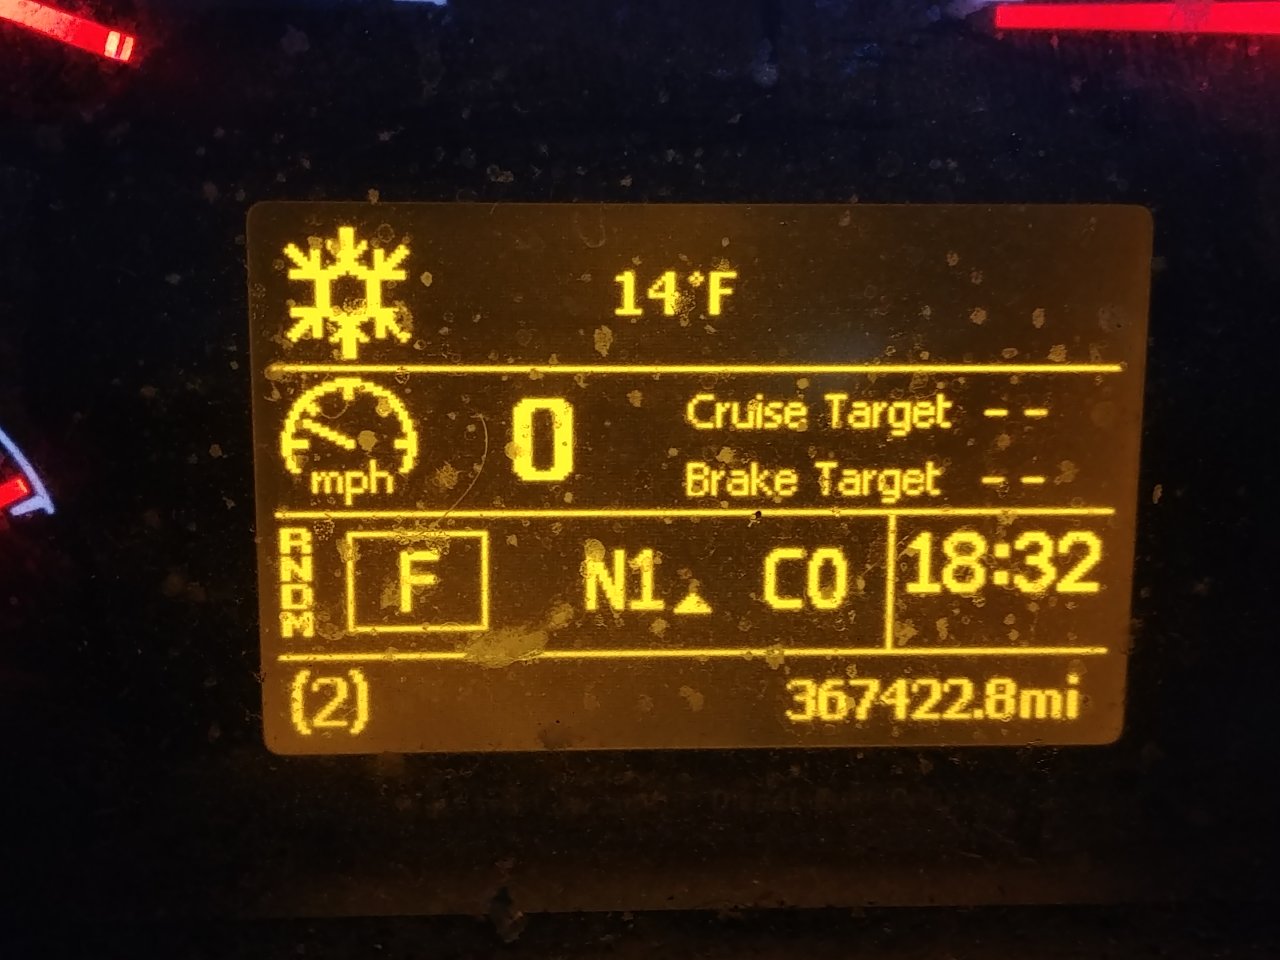 14°F
mph
0
Cruise Target --
Brake Target --
R
N
D
M
F
N1
C0
18:32
(2)
367422.8mi